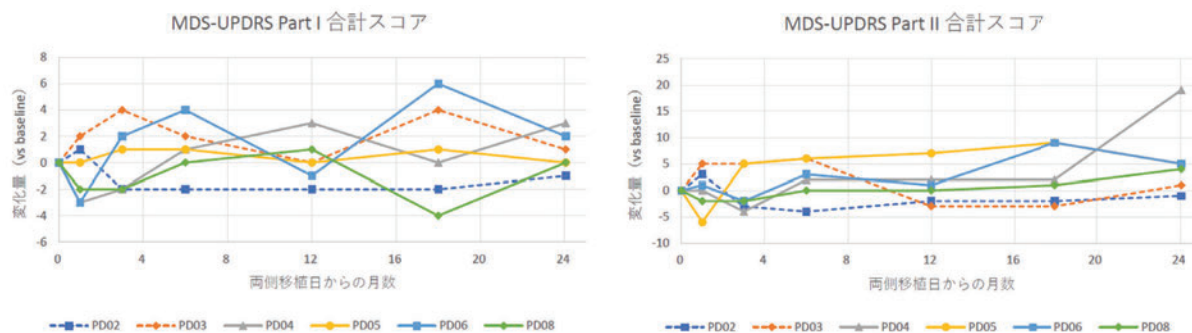 MDS-UPDRS Part I 合計スコア
8
6
4
2
0
-2
-4
-6
変化量（vs baseline）
0 4 8 12 16 20 24
両側移植日からの月数
PD02 PD03 PD04 PD05 PD06 PD08
MDS-UPDRS Part II 合計スコア
25
20
15
10
5
0
-5
-10
変化量（vs baseline）
0 4 8 12 16 20 24
両側移植日からの月数
PD02 PD03 PD04 PD05 PD06 PD08